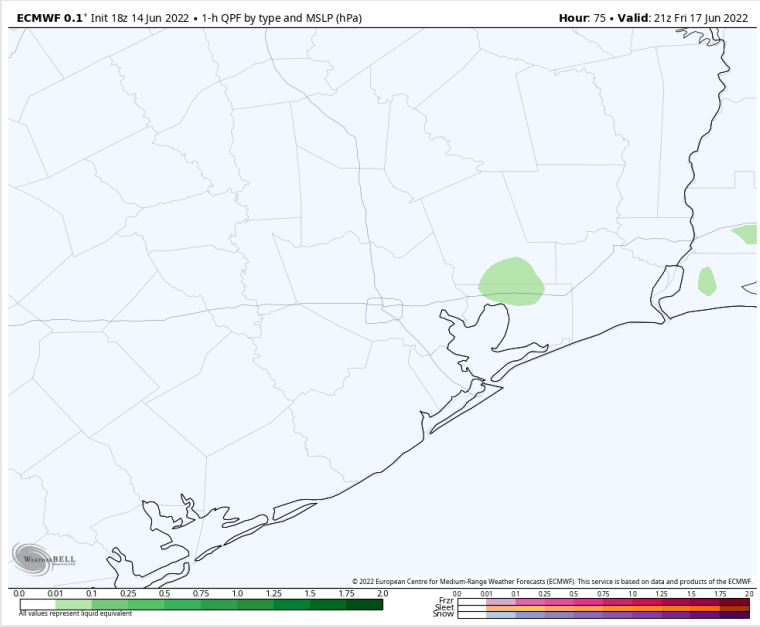 ECMWF 0.1° Init 18z 14 Jun 2022 • 1-h QPF by type and MSLP (hPa)
Hour: 75 • Valid: 21z Fri 17 Jun 2022
WeatherBELL
© 2022 European Centre for Medium-Range Weather Forecasts (ECMWF). This service is based on data and products of the ECMWF.
0.0 0.01 0.1 0.25 0.5 0.75 1.0 1.25 1.5 1.75 2.0
0.0 .001 0.1 0.25 0.5 .075 1.0 1.25 1.5 1.75 2.0
Frzr
Sleet
Snow
All values represent liquid equivalent